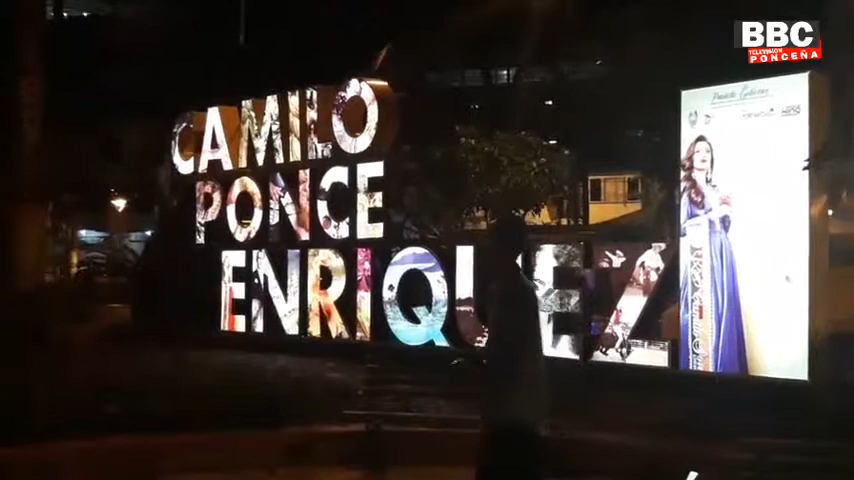 BBC
TELEVISION
PONCEÑA
CAMILO
PONCE
ENRIQUEZ